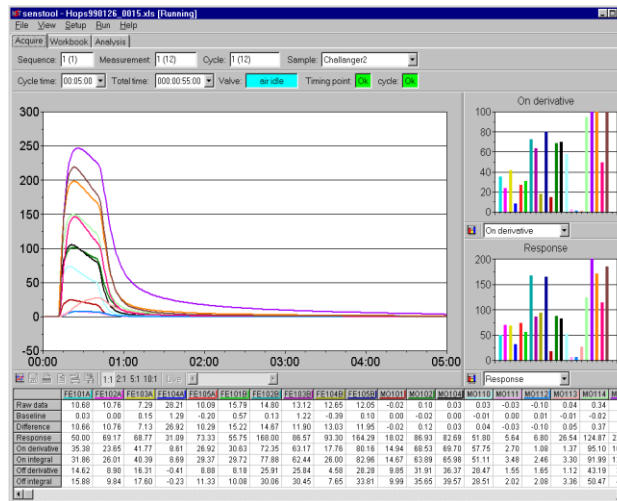 senstool - Hops990126_0015.xls [Running]
File View Setup Run Help
Acquire Workbook Analysis
Sequence: 1 (1) Measurement: 1 (12) Cycle: 1 (12) Sample: Challanger2
Cycle time: 00:05:00 Total time: 000:00:55:00 Valve: air idle Timing point: Ok cycle: Ok
300
250
200
150
100
50
0
-50
00:00 01:00 02:00 03:00 04:00 05:00
On derivative
100
80
60
40
20
0
On derivative
Response
200
150
100
50
0
Response
1:1 2:1 5:1 10:1 Live
FE101A FE102A FE103A FE104A FE105A FE101B FE102B FE103B FE104B FE105B MO101 MO102 MO104 MO110 MO111 MO112 MO113 MO114
Raw data 10.68 10.76 7.29 28.21 10.09 15.79 14.80 13.12 12.65 12.05 -0.02 0.10 0.03 0.03 -0.03 -0.10 0.04 0.34
Baseline 0.03 0.00 0.15 1.29 -0.20 0.57 0.13 1.22 -0.39 0.10 0.00 -0.02 0.00 -0.01 0.00 0.01 -0.01 -0.02
Difference 10.66 10.76 7.13 26.92 10.29 15.22 14.67 11.90 13.03 11.95 -0.02 0.12 0.03 0.04 -0.03 -0.10 0.05 0.37
Response 50.00 69.17 68.77 31.09 73.33 55.75 168.00 86.57 93.30 164.29 18.02 86.93 82.69 51.80 5.64 6.80 26.54 124.87
On derivative 35.38 23.65 41.77 8.61 26.92 30.63 72.35 63.17 17.76 80.16 14.94 68.53 69.70 57.75 2.70 1.08 1.37 95.10
On integral 31.86 26.01 40.39 8.69 29.37 77.28 62.44 26.00 82.96 14.67 63.89 65.98 51.11 3.48 2.46 3.30 91.99
Off derivative 14.62 8.90 16.31 -0.41 8.88 8.18 25.91 25.84 4.58 28.28 9.85 31.91 36.37 28.47 1.55 1.65 1.12 43.19
Off integral 15.88 9.84 17.60 -0.23 11.33 10.08 30.06 30.45 7.65 33.81 9.99 35.65 39.57 28.51 2.02 2.08 3.36 50.47